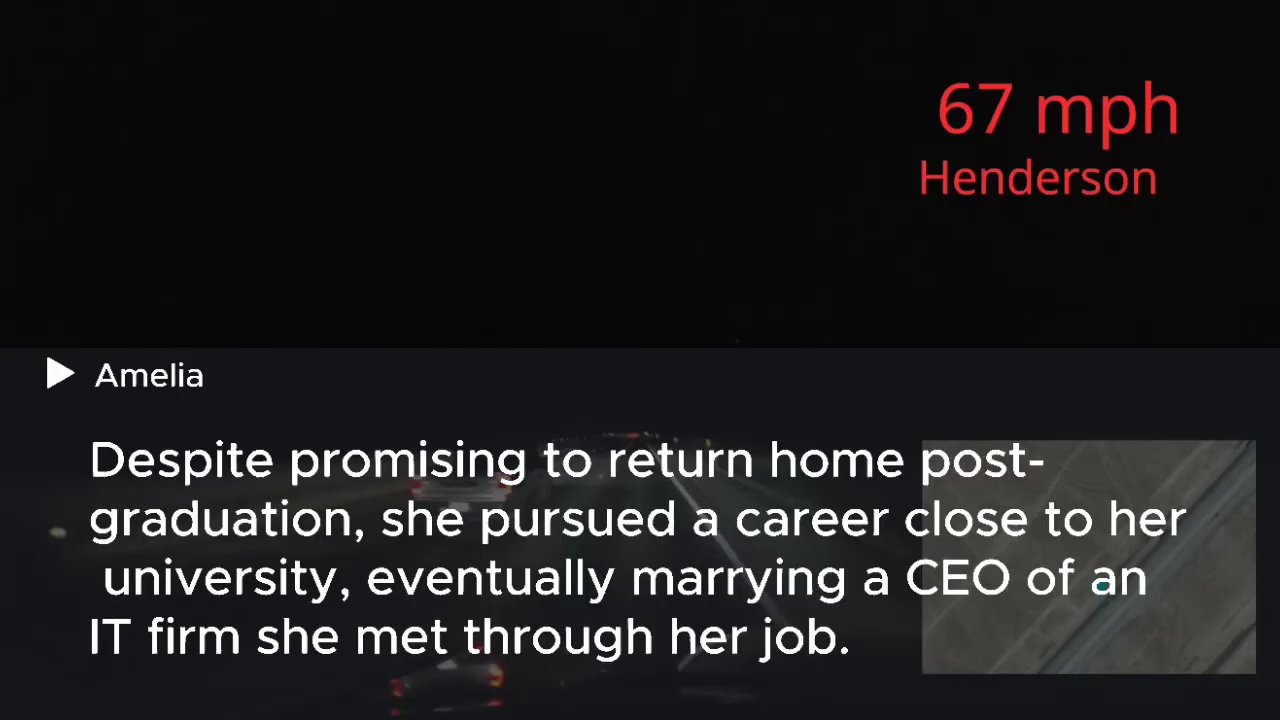 67 mph
Henderson
Amelia
Despite promising to return home post-
graduation, she pursued a career close to her
university, eventually marrying a CEO of an
IT firm she met through her job.